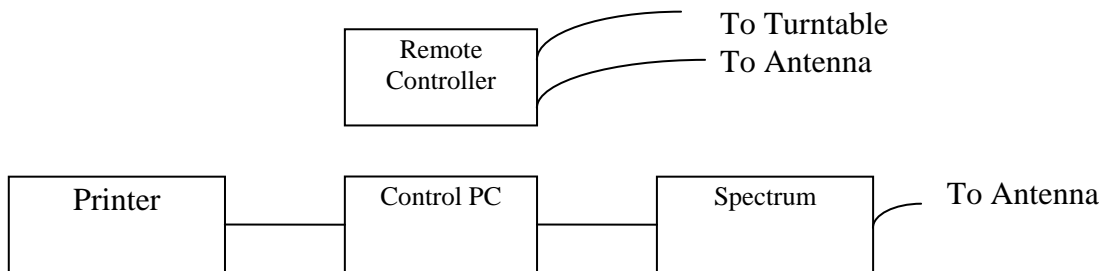 To Turntable
Remote
Controller
To Antenna
Printer
Control PC
Spectrum
To Antenna